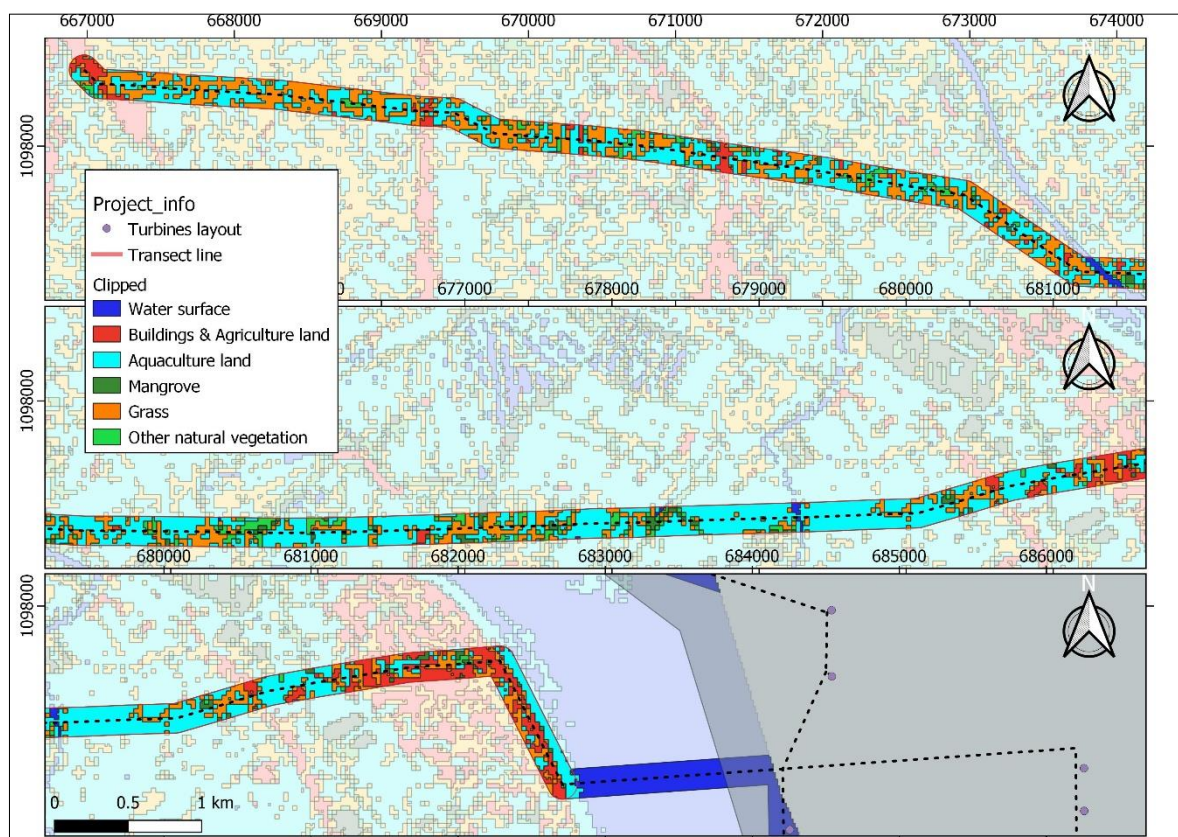 667000 668000 669000 670000 671000 672000 673000 674000
N
1098000
Project_info
Turbines layout
Transect line
Clipped
Water surface
Buildings & Agriculture land
Aquaculture land
Mangrove
Grass
Other natural vegetation
677000 678000 679000 680000 681000
1098000
680000 681000 682000 683000 684000 685000 686000
N
1098000
0 0.5 1 km